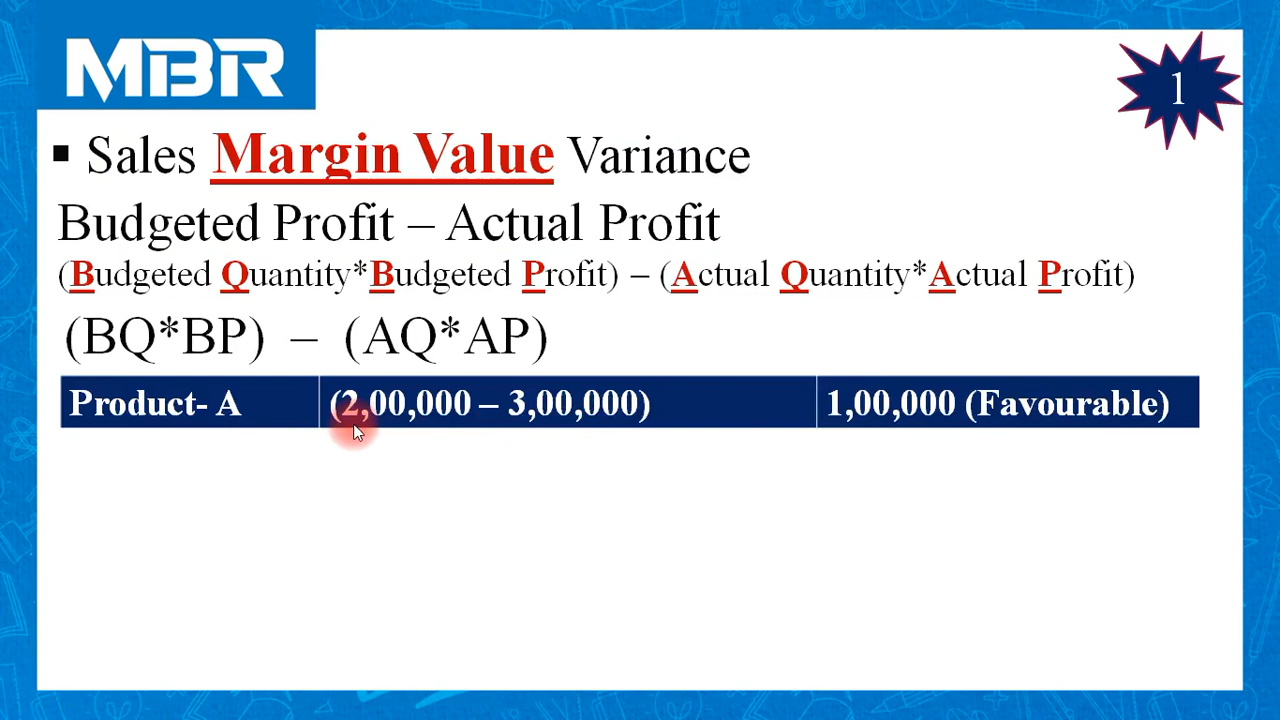 MBR
1
▪ Sales Margin Value Variance
Budgeted Profit – Actual Profit
(Budgeted Quantity*Budgeted Profit) – (Actual Quantity*Actual Profit)
(BQ*BP) – (AQ*AP)
Product- A (2,00,000 – 3,00,000) 1,00,000 (Favourable)